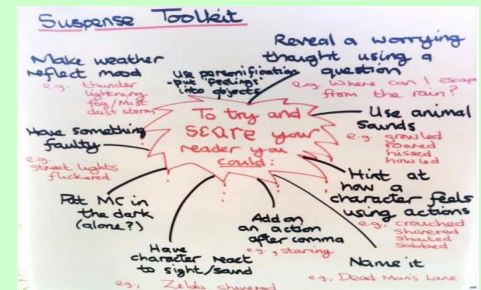 Suspense Toolkit
Make weather
reflect mood
e.g. thunder
lightning
fog/Mist
dust storm
use personification
-put "feelings"
into objects
Reveal a worrying
thought using a
question
e.g. Where can I escape
from the rain?
To try and
scare your
reader you
could:
Use animal
sounds
e.g. growled
roared
hissed
howled
Have something
faulty
e.g.
street lights
flickered
Hint at
how a
character feels
using actions
e.g. crouched
shivered
shouted
sobbed
Put MC in
the dark
(alone?)
Have
character react
to sight/sound
e.g., Zelda shivered
Add on
an action
after comma
e.g. , staring
Name it
e.g. Dead Man's Lane